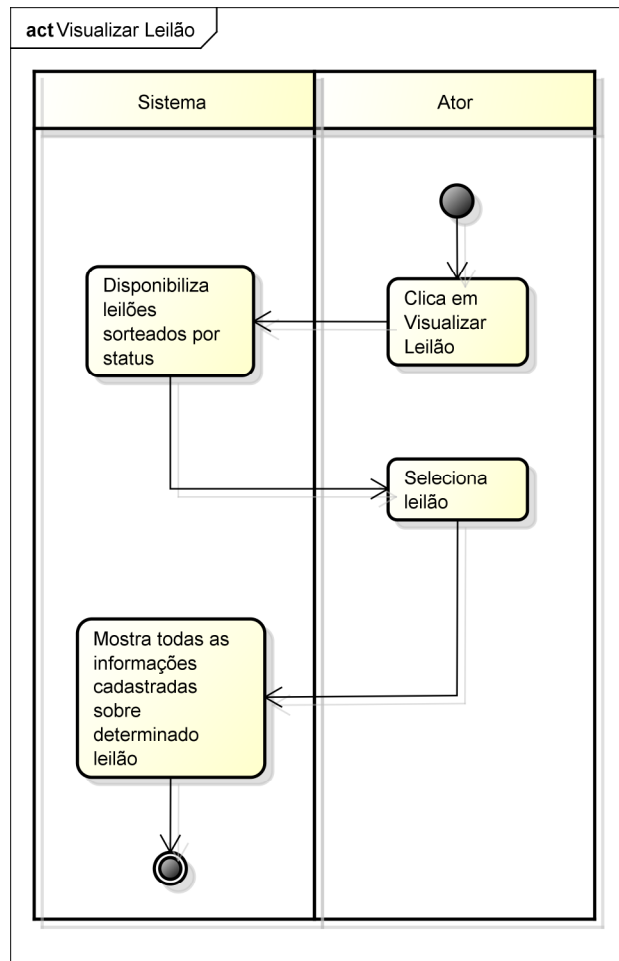 act Visualizar Leilão
Sistema
Ator
Clica em
Visualizar
Leilão
Disponibiliza
leilões
sorteados por
status
Seleciona
leilão
Mostra todas as
informações
cadastradas
sobre
determinado
leilão